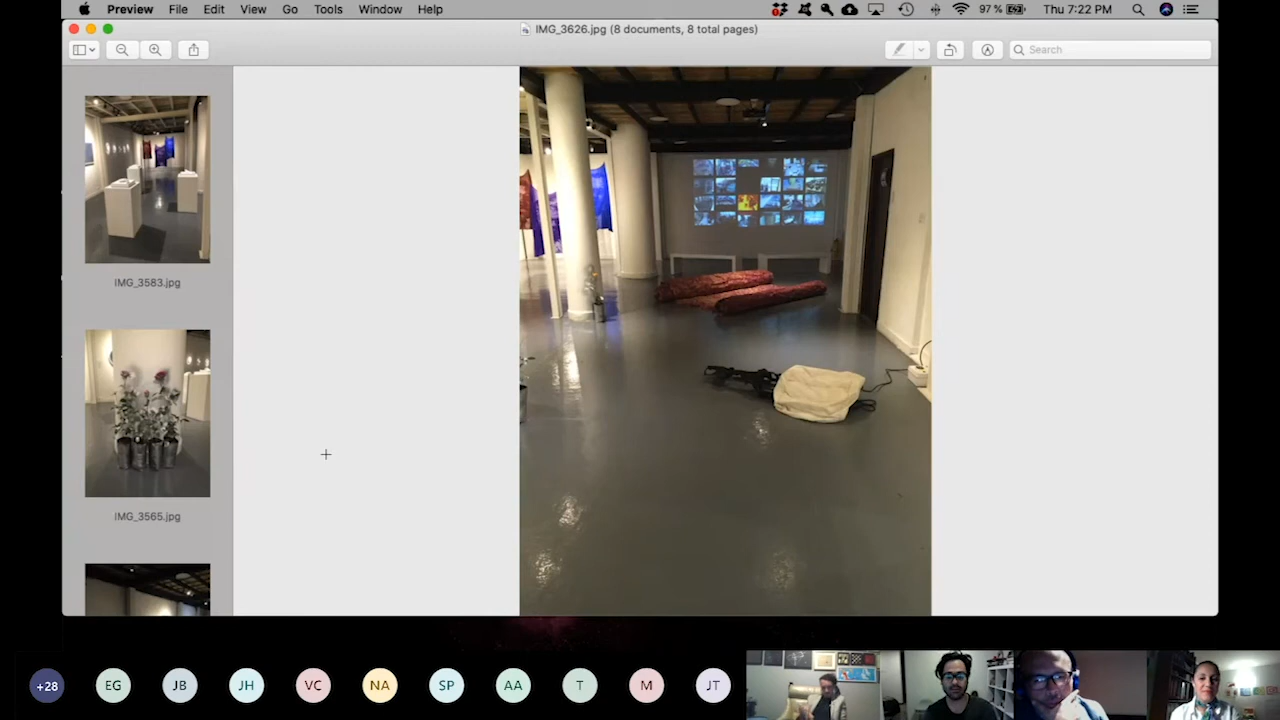 Preview File Edit View Go Tools Window Help 97% Thu 7:22 PM
IMG_3626.jpg (8 documents, 8 total pages)
Search
IMG_3583.jpg
IMG_3565.jpg
+28 EG JB JH VC NA SP AA T M JT